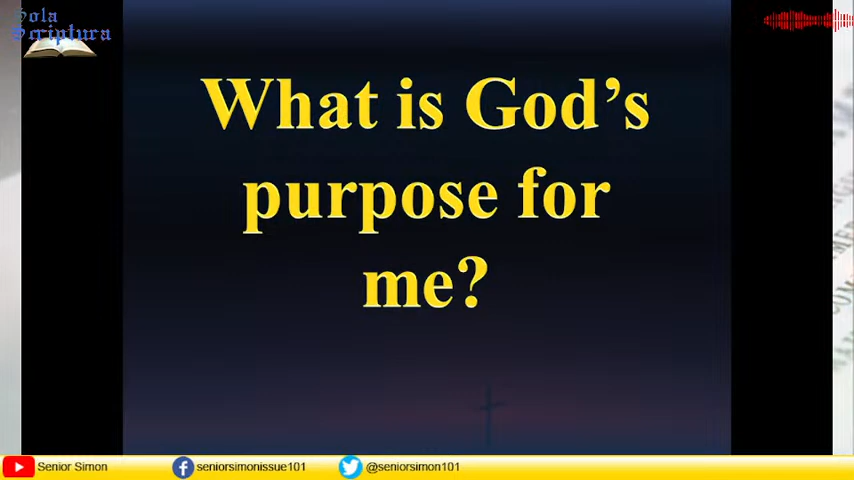 Sola
Scriptura
What is God's
purpose for
me?
Senior Simon
seniorsimonissue101
@seniorsimon101